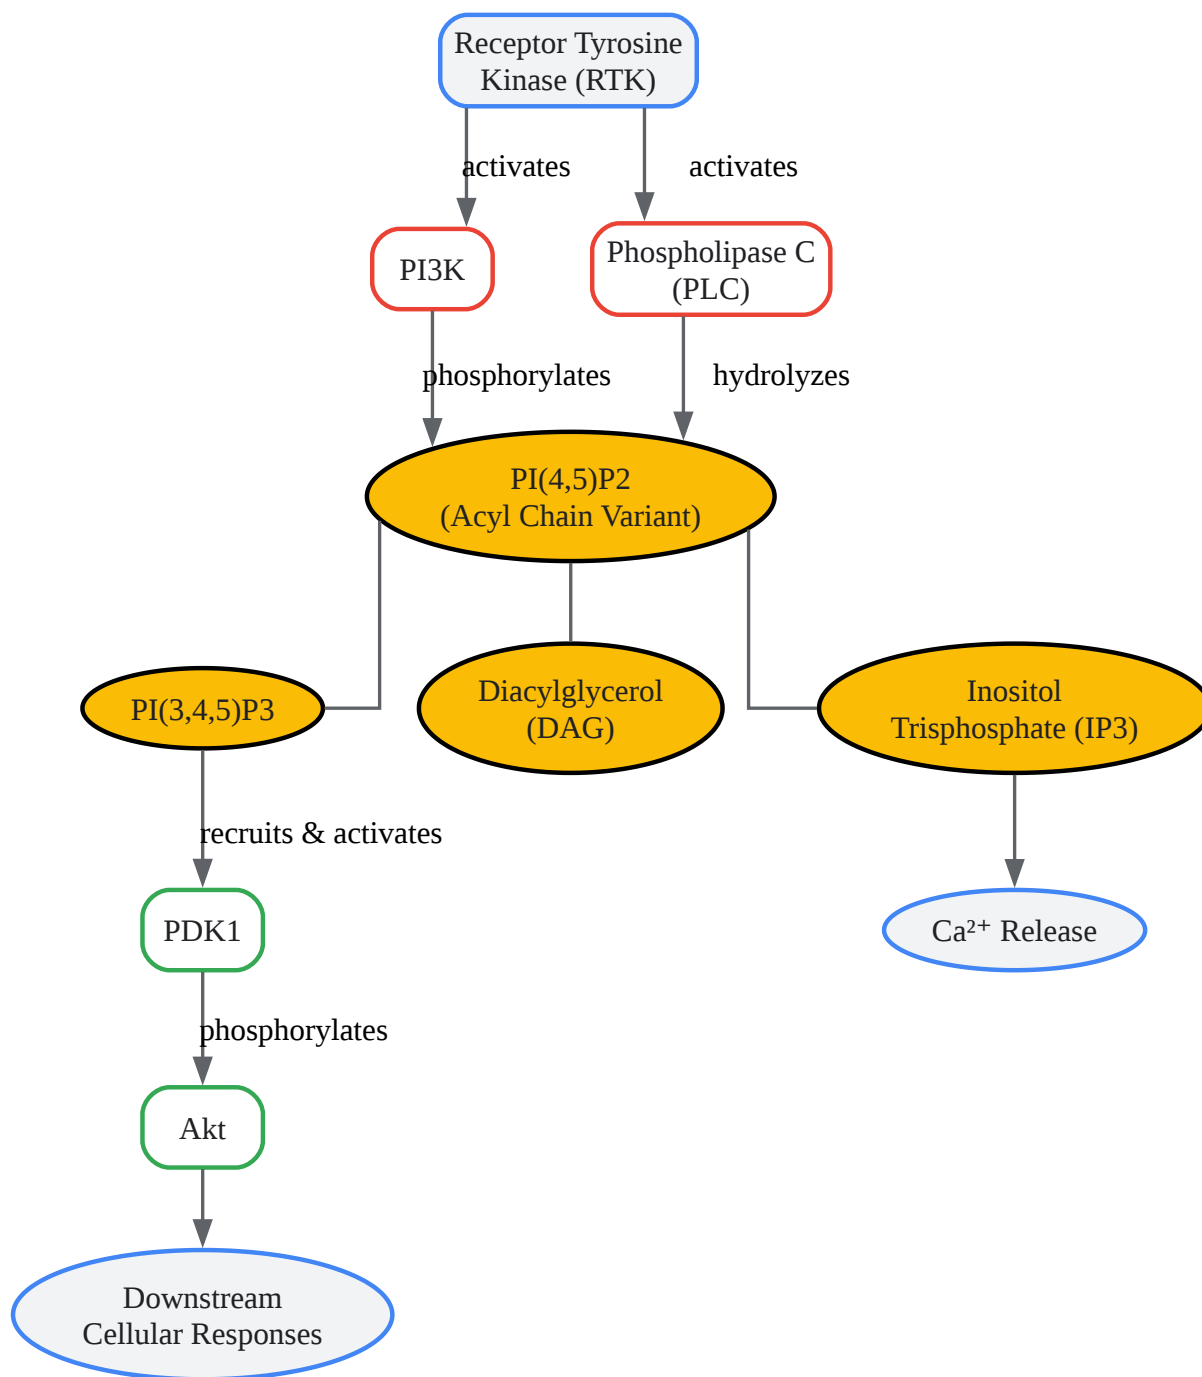 Receptor Tyrosine
Kinase (RTK)
activates
activates
PI3K
Phospholipase C
(PLC)
phosphorylates
hydrolyzes
PI(4,5)P2
(Acyl Chain Variant)
PI(3,4,5)P3
Diacylglycerol
(DAG)
Inositol
Trisphosphate (IP3)
recruits & activates
PDK1
Ca²⁺ Release
phosphorylates
Akt
Downstream
Cellular Responses